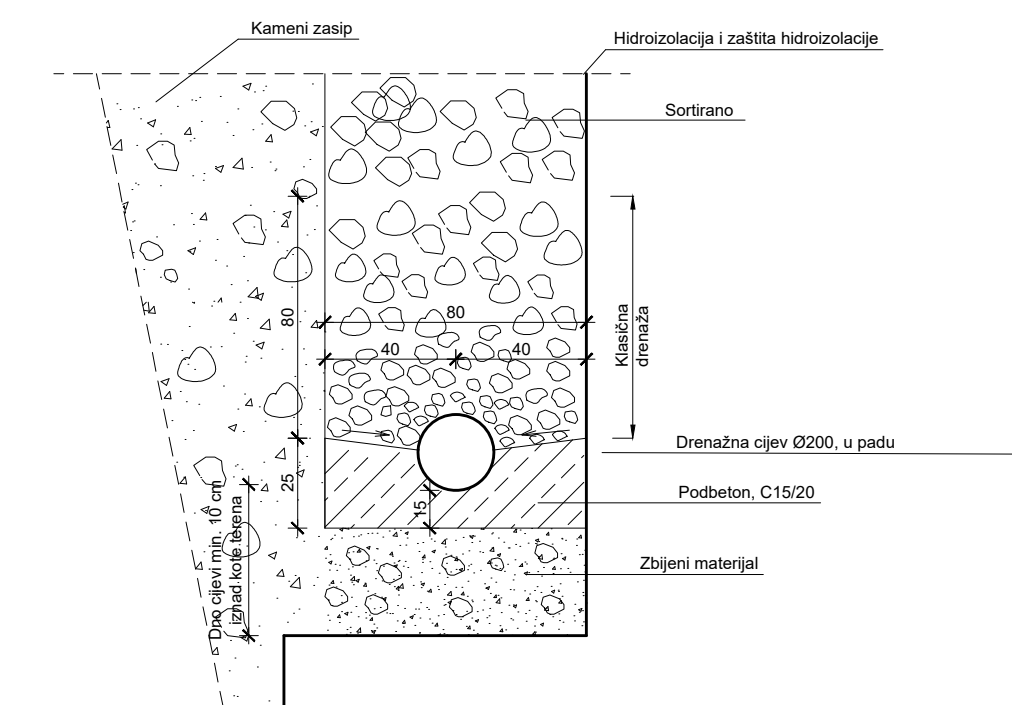 Kameni zasip
Hidroizolacija i zaštita hidroizolacije
Sortirano
80
80
40
40
Klasična
drenaža
Drenažna cijev Ø200, u padu
25
15
Podbeton, C15/20
Dno cijevi min. 10 cm
iznad kote terena
Zbijeni materijal